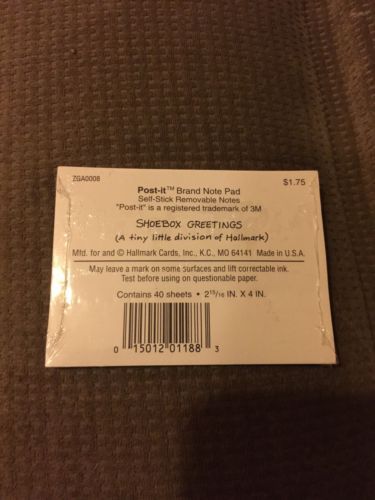 ZGA0008
$1.75
Post-it™ Brand Note Pad
Self-Stick Removable Notes
"Post-it" is a registered trademark of 3M
SHOEBOX GREETINGS
(A tiny little division of Hallmark)
Mfd. for and © Hallmark Cards, Inc., K.C., MO 64141 Made in U.S.A.
May leave a mark on some surfaces and lift correctable ink.
Test before using on questionable paper.
Contains 40 sheets • 2 15/16 IN. X 4 IN.
0 15012 01188 3